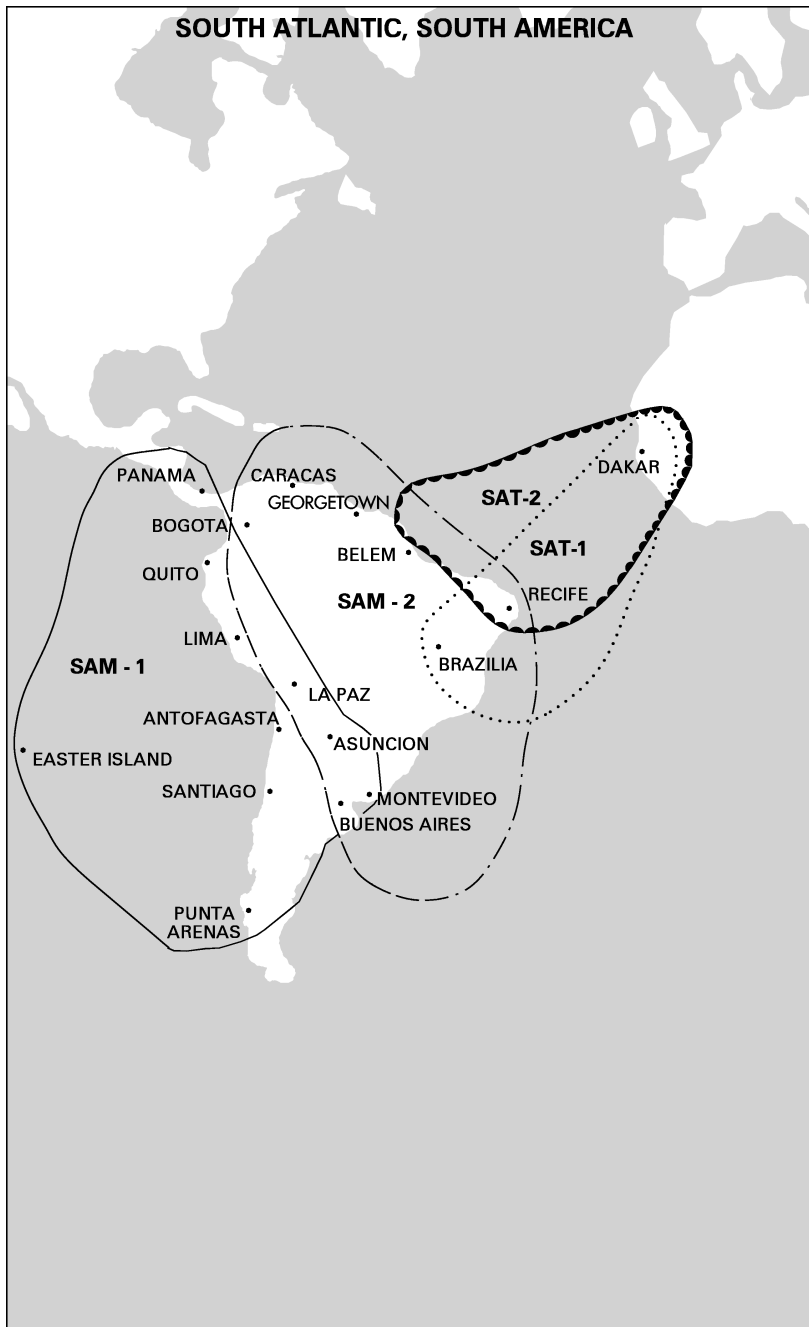 SOUTH ATLANTIC, SOUTH AMERICA
PANAMA
CARACAS
DAKAR
GEORGETOWN
SAT-2
BOGOTA
SAT-1
BELEM
QUITO
RECIFE
SAM - 2
LIMA
SAM - 1
BRAZILIA
LA PAZ
ANTOFAGASTA
ASUNCION
EASTER ISLAND
SANTIAGO
MONTEVIDEO
BUENOS AIRES
PUNTA
ARENAS